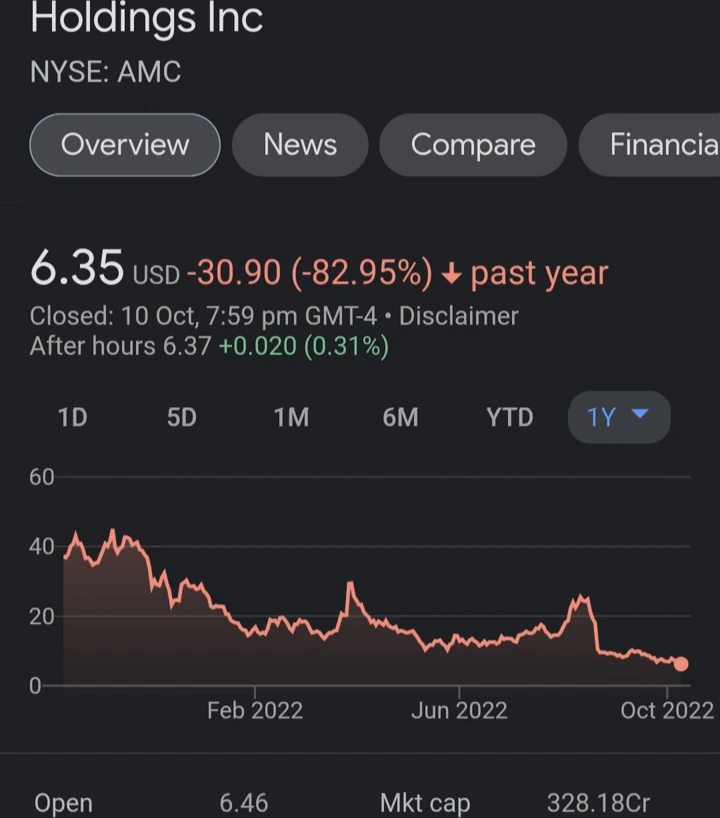 Holdings Inc
NYSE: AMC
Overview News Compare Financia
6.35 USD -30.90 (-82.95%) ↓ past year
Closed: 10 Oct, 7:59 pm GMT-4 • Disclaimer
After hours 6.37 +0.020 (0.31%)
1D 5D 1M 6M YTD 1Y
60
40
20
0
Feb 2022 Jun 2022 Oct 2022
Open 6.46 Mkt cap 328.18Cr